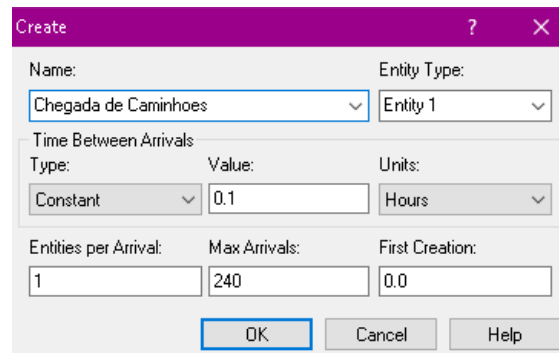 Create ?
Name: Entity Type:
Chegada de Caminhoes Entity 1
Time Between Arrivals
Type: Value: Units:
Constant 0.1 Hours
Entities per Arrival: Max Arrivals: First Creation:
1 240 0.0
OK Cancel Help